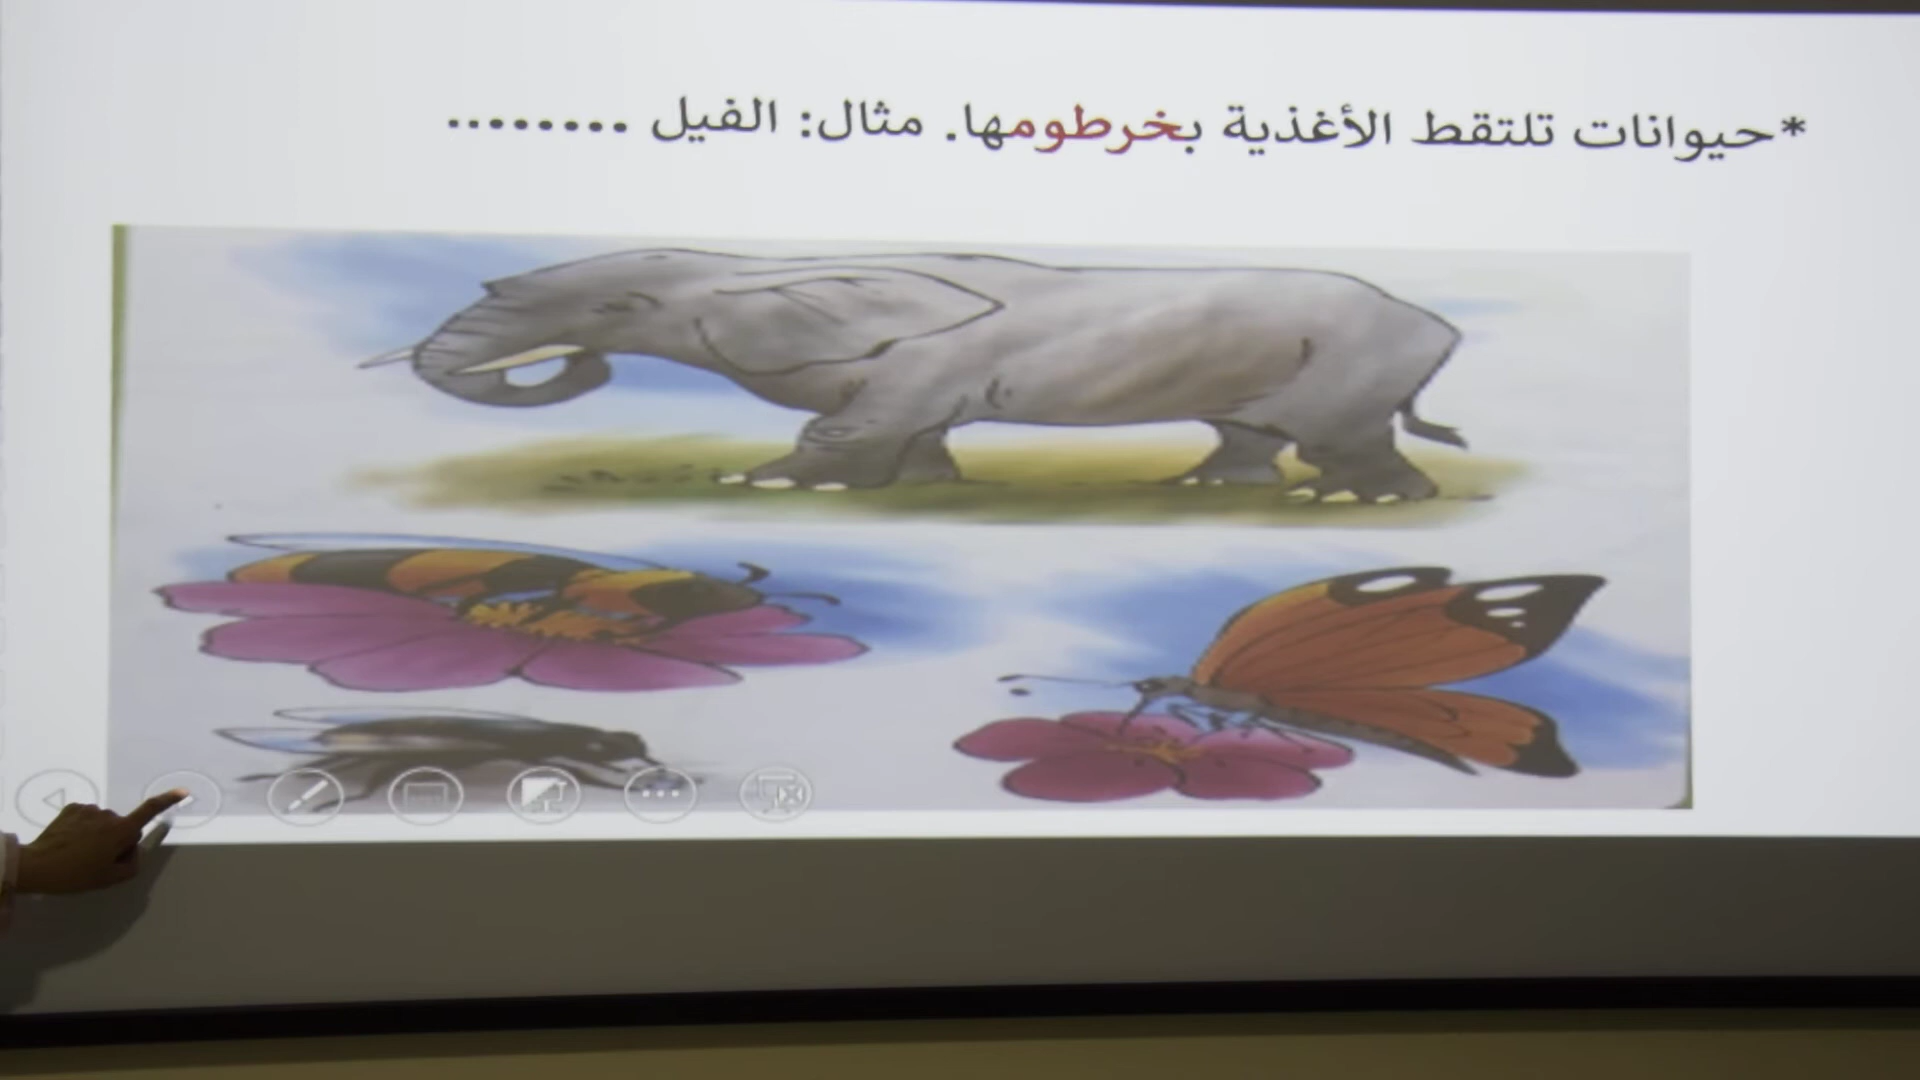 *حيوانات تلتقط الأغذية بخرطومها. مثال: الفيل ........